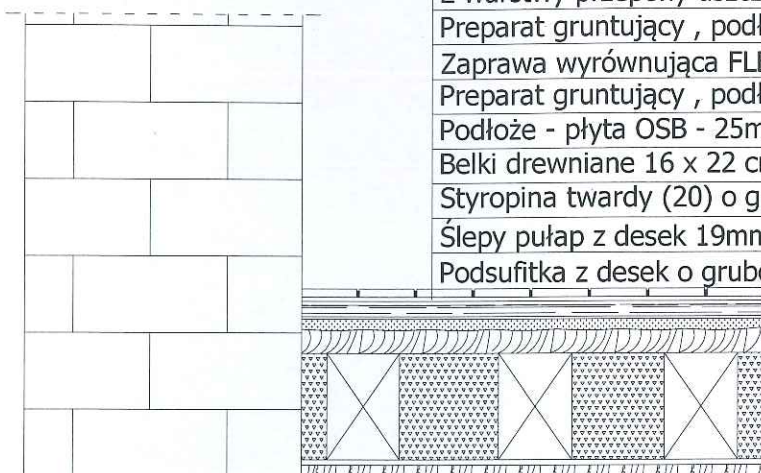 Preparat gruntujący , podł
Zaprawa wyrównująca FLE
Preparat gruntujący , podł
Podłoże - płyta OSB - 25m
Belki drewniane 16 x 22 c
Styropina twardy (20) o g
Ślepy pułap z desek 19mm
Podsufitka z desek o grub